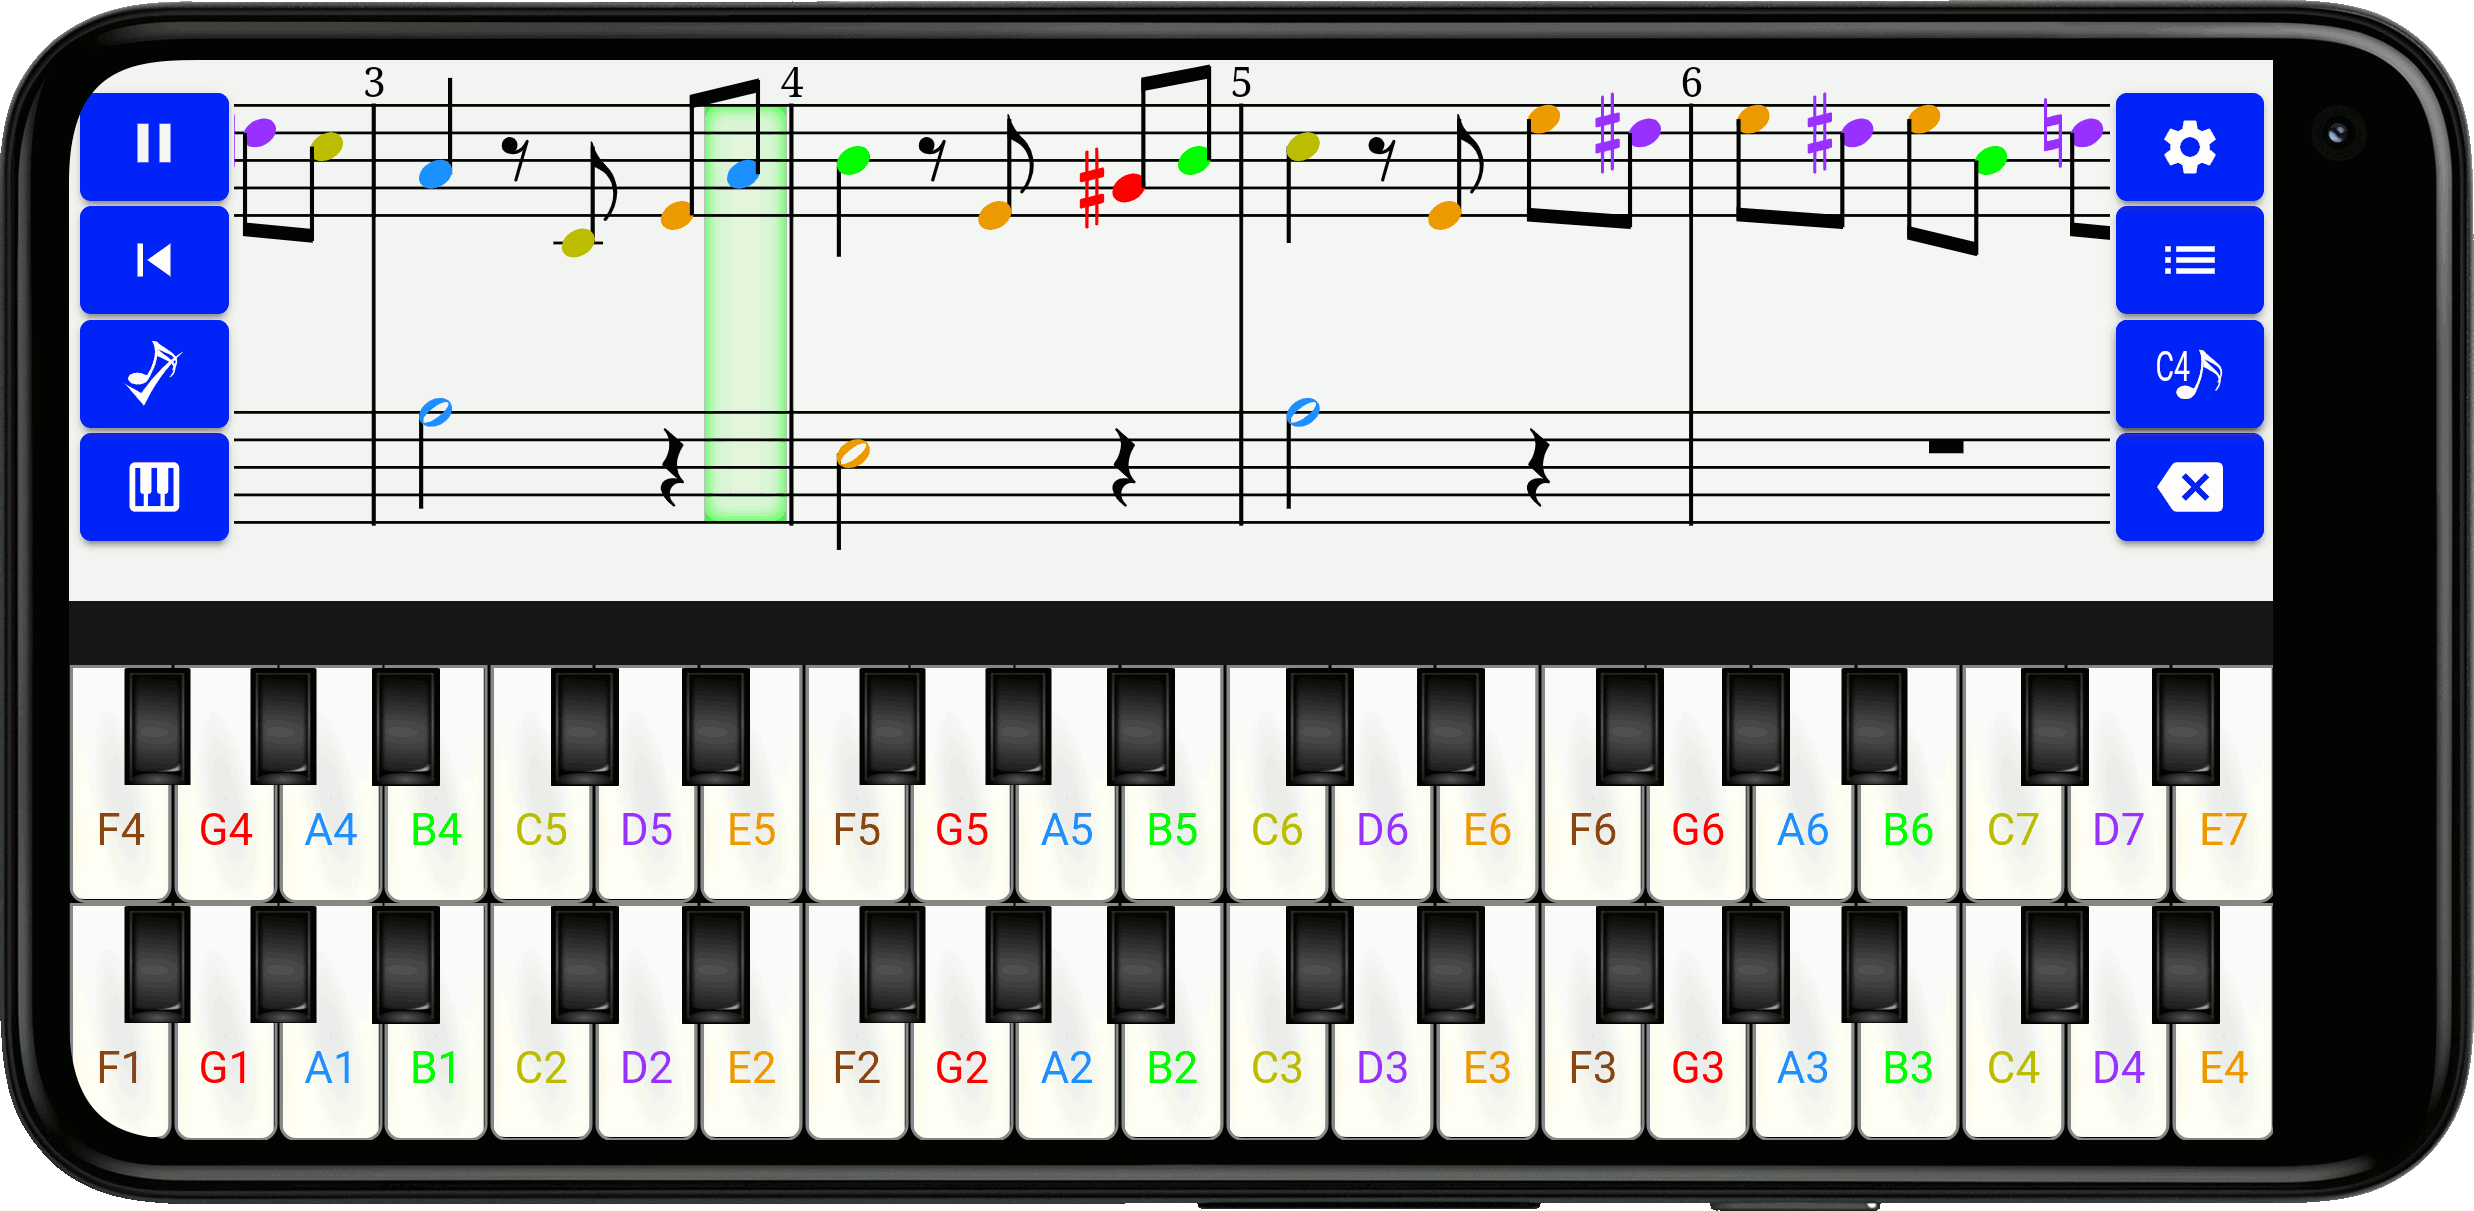 3 4 5 6
C4
F4 G4 A4 B4 C5 D5 E5 F5 G5 A5 B5 C6 D6 E6 F6 G6 A6 B6 C7 D7 E7
F1 G1 A1 B1 C2 D2 E2 F2 G2 A2 B2 C3 D3 E3 F3 G3 A3 B3 C4 D4 E4